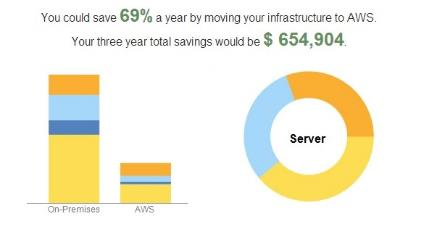 You could save 69% a year by moving your infrastructure to AWS.
Your three year total savings would be $ 654,904.
Server
On-Premises AWS